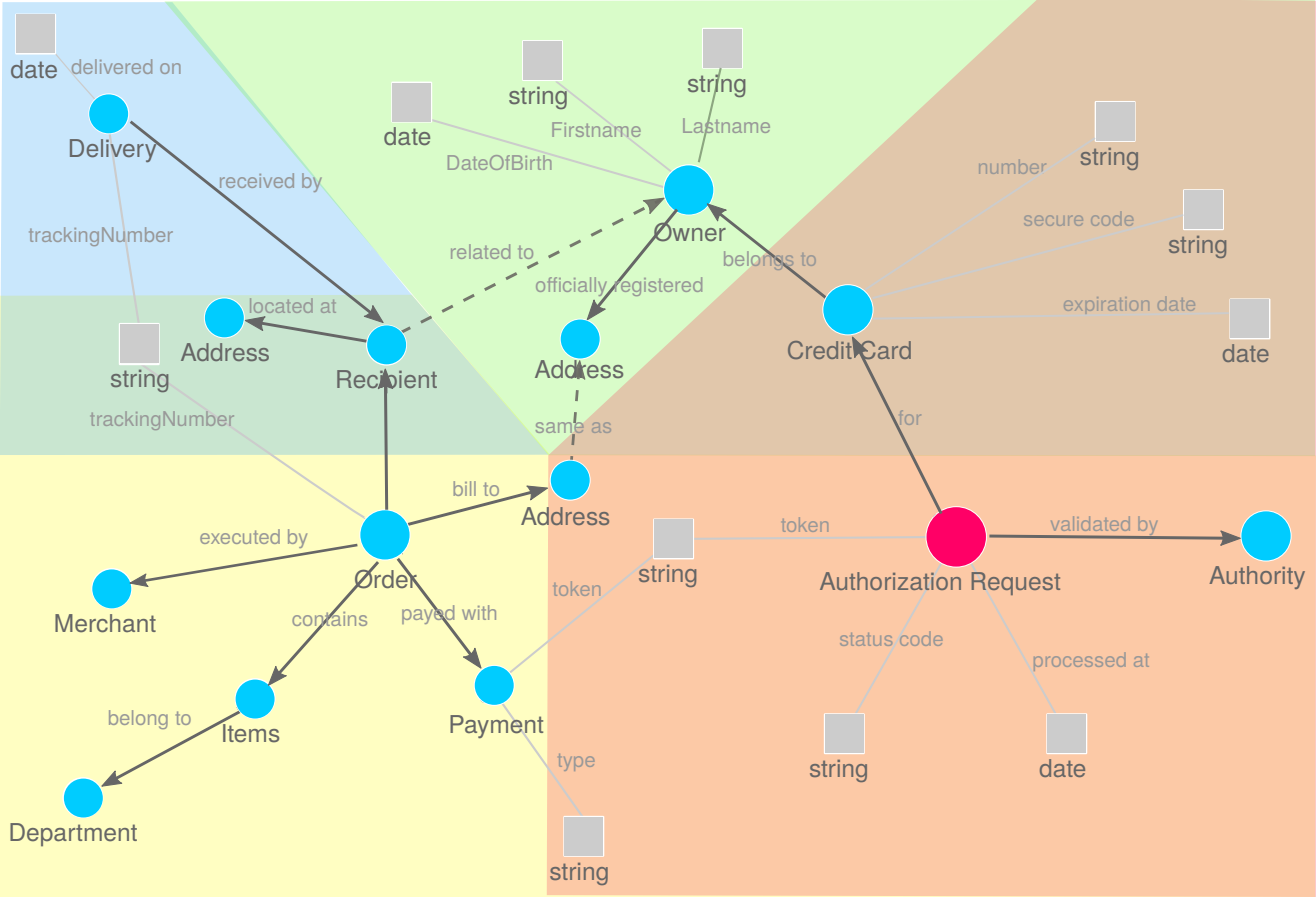 date
delivered on
Delivery
received by
trackingNumber
string
string
date
Firstname
Lastname
DateOfBirth
Owner
related to
officially registered
belongs to
number
string
secure code
string
expiration date
date
Credit Card
located at
Address
Recipient
string
trackingNumber
Address
same as
for
bill to
Address
executed by
Order
Merchant
contains
payed with
token
string
token
validated by
Authorization Request
Authority
status code
processed at
belong to
Items
Payment
type
string
date
Department
string